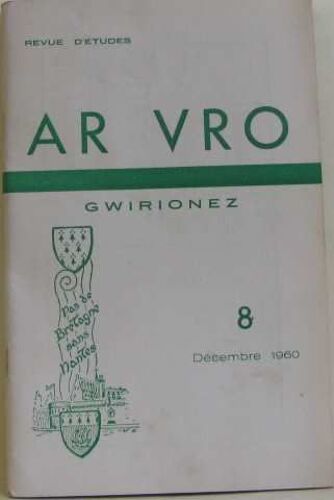 REVUE D'ETUDES
AR VRO
GWIRIONEZ
Pas de
Bretagne
sans
Nantes
8
Décembre 1960